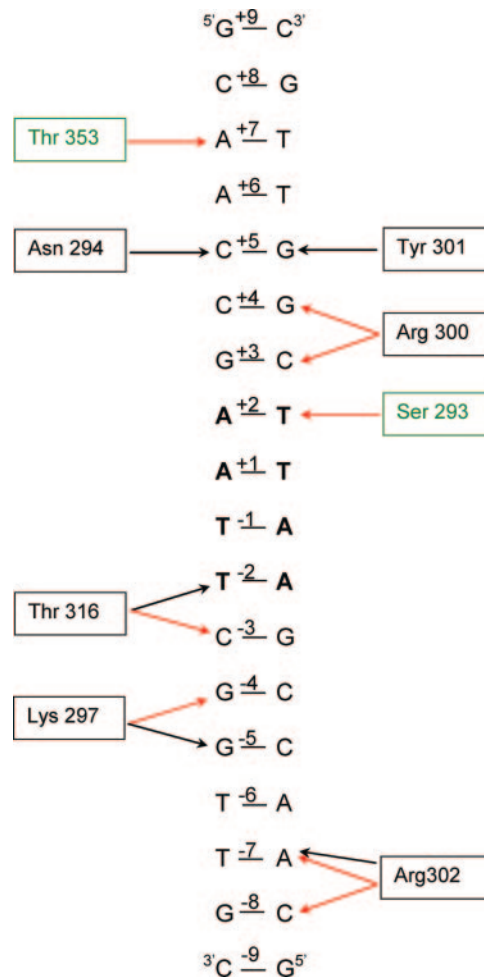 5'G +9 C3'
C +8 G
Thr 353 A +7 T
A +6 T
Asn 294 C +5 G Tyr 301
C +4 G
Arg 300
G +3 C
A +2 T Ser 293
A +1 T
T -1 A
T -2 A
Thr 316
C -3 G
G -4 C
Lys 297
G -5 C
T -6 A
T -7 A
Arg302
G -8 C
3'C -9 G5'